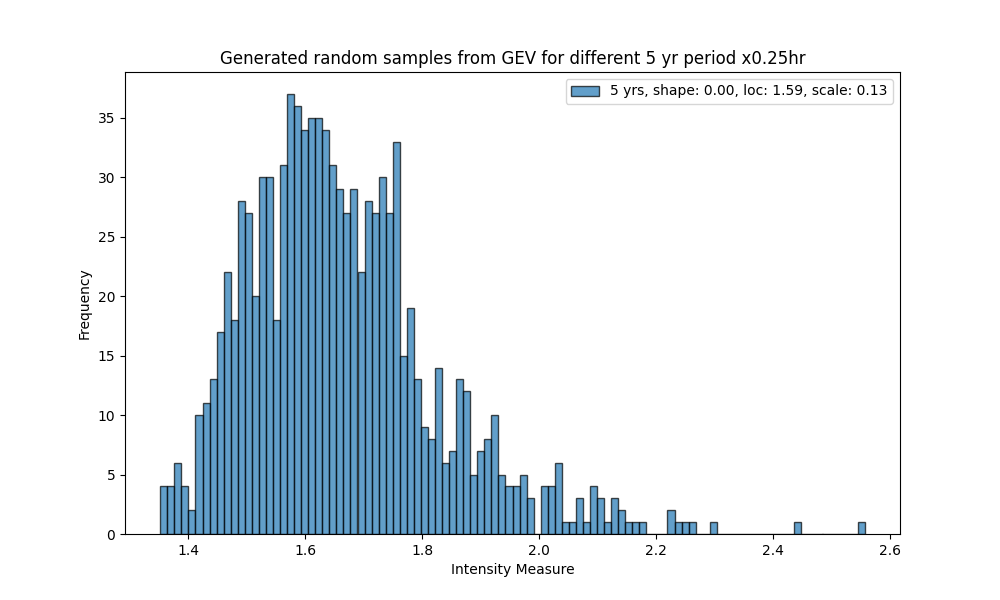 Generated random samples from GEV for different 5 yr period x0.25hr
5 yrs, shape: 0.00, loc: 1.59, scale: 0.13
35
30
25
20
15
10
5
0
Frequency
1.4 1.6 1.8 2.0 2.2 2.4 2.6
Intensity Measure